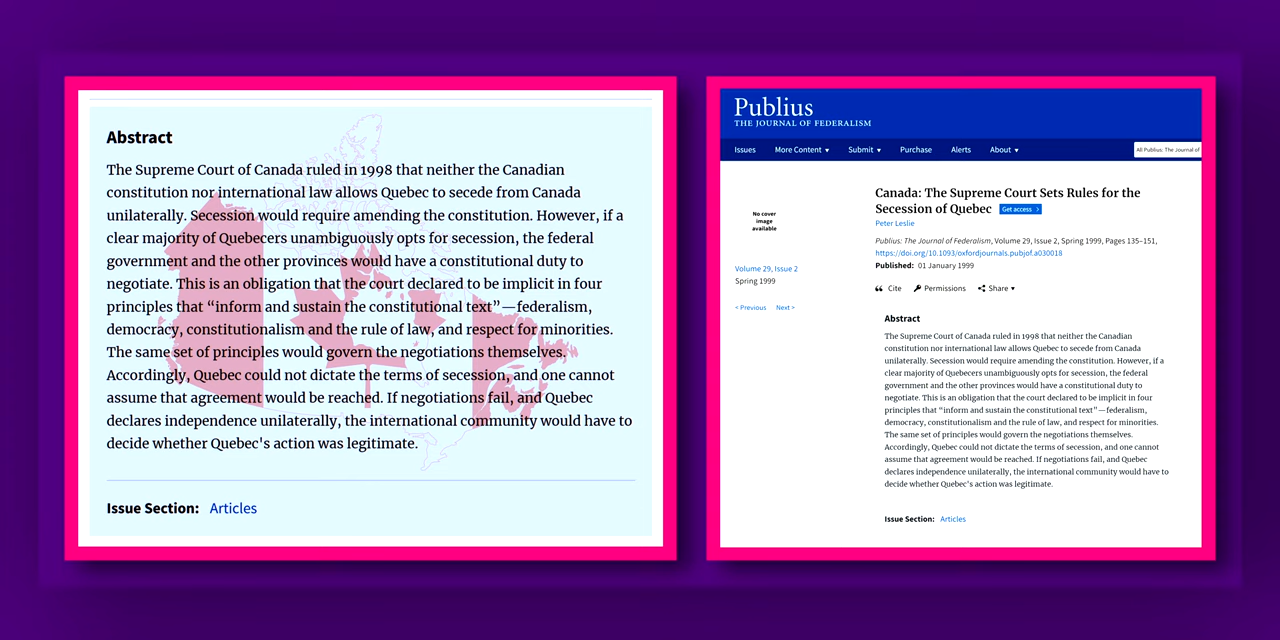 Abstract
The Supreme Court of Canada ruled in 1998 that neither the Canadian
constitution nor international law allows Quebec to secede from Canada
unilaterally. Secession would require amending the constitution. However, if a
clear majority of Quebecers unambiguously opts for secession, the federal
government and the other provinces would have a constitutional duty to
negotiate. This is an obligation that the court declared to be implicit in four
principles that “inform and sustain the constitutional text”—federalism,
democracy, constitutionalism and the rule of law, and respect for minorities.
The same set of principles would govern the negotiations themselves.
Accordingly, Quebec could not dictate the terms of secession, and one cannot
assume that agreement would be reached. If negotiations fail, and Quebec
declares independence unilaterally, the international community would have to
decide whether Quebec's action was legitimate.
Issue Section: Articles
Publius
THE JOURNAL OF FEDERALISM
Issues More Content Submit Purchase Alerts About
All Publius: The Journal of
No cover
image
available
Volume 29, Issue 2
Spring 1999
< Previous Next >
Canada: The Supreme Court Sets Rules for the
Secession of Quebec Get access >
Peter Leslie
Publius: The Journal of Federalism, Volume 29, Issue 2, Spring 1999, Pages 135–151,
https://doi.org/10.1093/oxfordjournals.pubjof.a030018
Published: 01 January 1999
Cite Permissions Share
Abstract
The Supreme Court of Canada ruled in 1998 that neither the Canadian
constitution nor international law allows Quebec to secede from Canada
unilaterally. Secession would require amending the constitution. However, if a
clear majority of Quebecers unambiguously opts for secession, the federal
government and the other provinces would have a constitutional duty to
negotiate. This is an obligation that the court declared to be implicit in four
principles that “inform and sustain the constitutional text”—federalism,
democracy, constitutionalism and the rule of law, and respect for minorities.
The same set of principles would govern the negotiations themselves.
Accordingly, Quebec could not dictate the terms of secession, and one cannot
assume that agreement would be reached. If negotiations fail, and Quebec
declares independence unilaterally, the international community would have to
decide whether Quebec's action was legitimate.
Issue Section: Articles